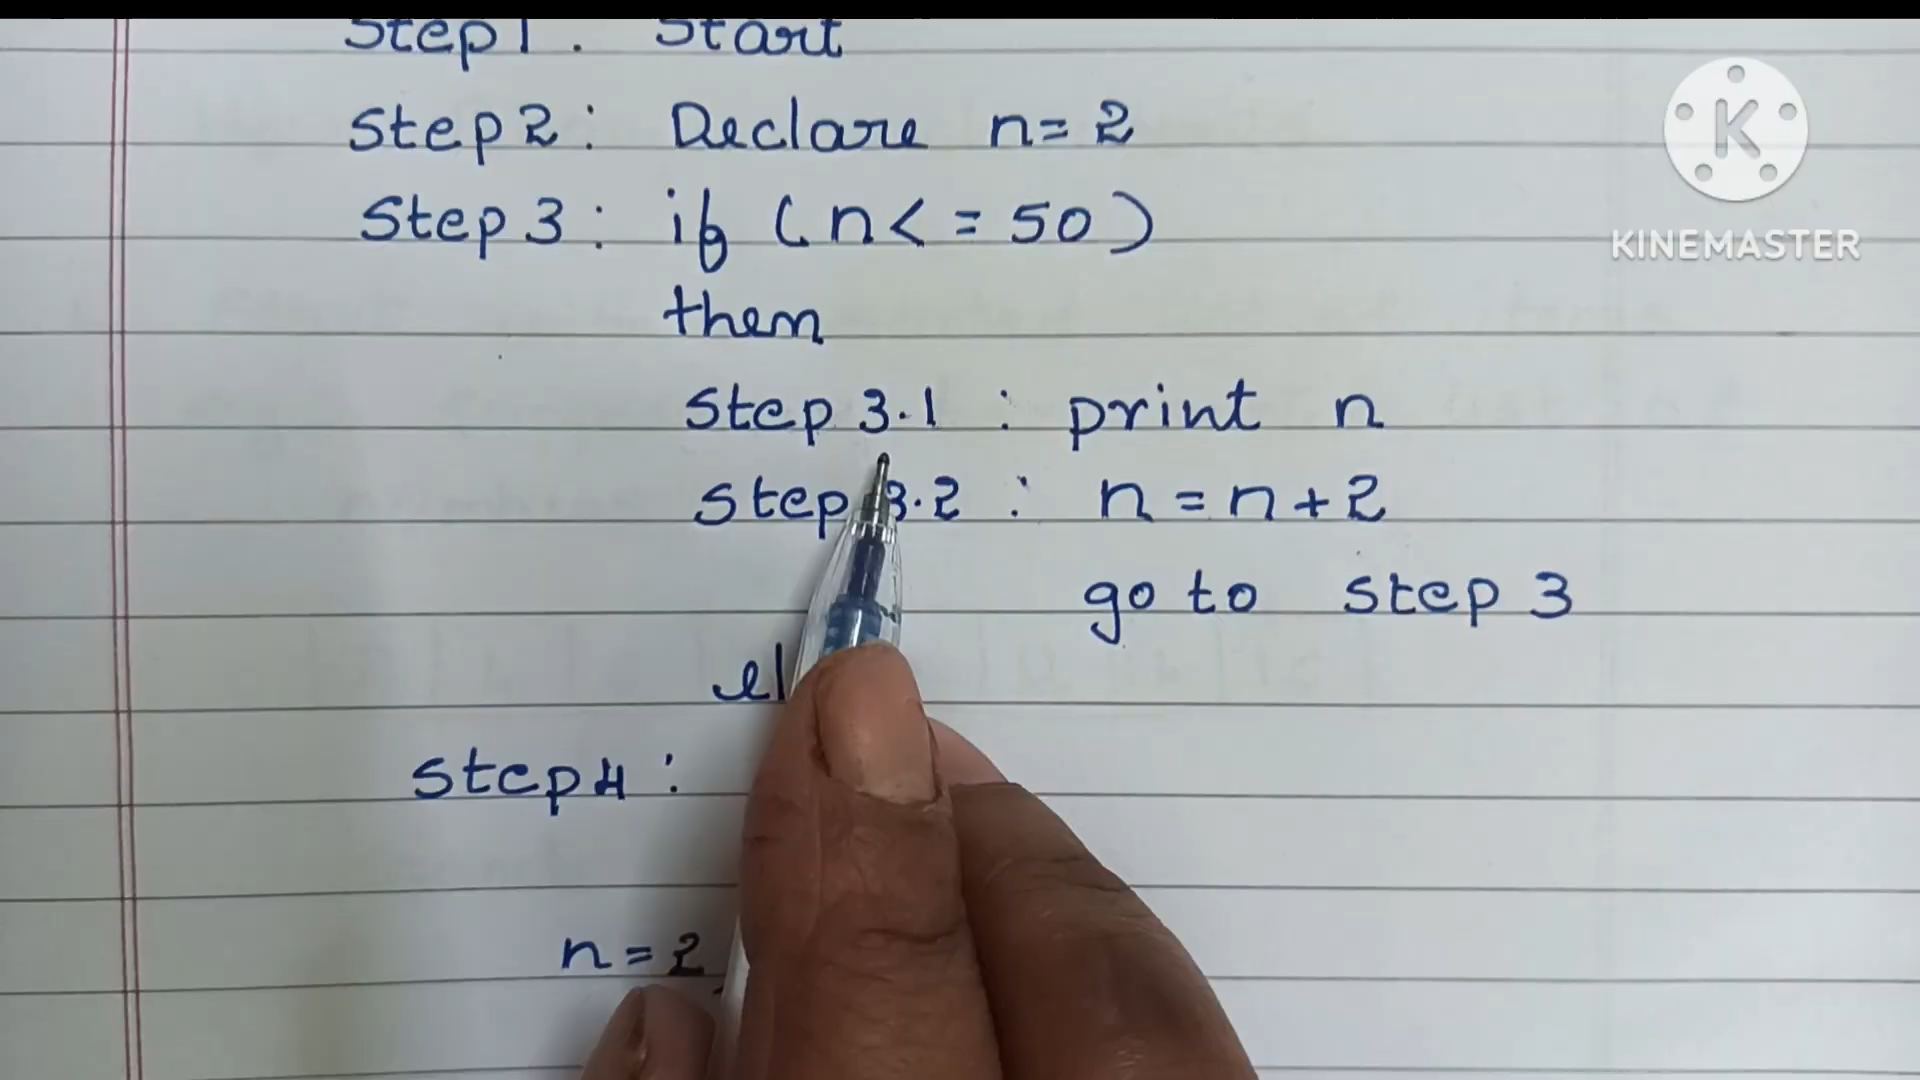 Step 1 : Start
Step 2 : Declare n = 2
Step 3 : if ( n < = 50 )
KINEMASTER
then
Step 3.1 : print n
Step 3.2 : n = n + 2
go to step 3
el
Step 4 :
n = 2